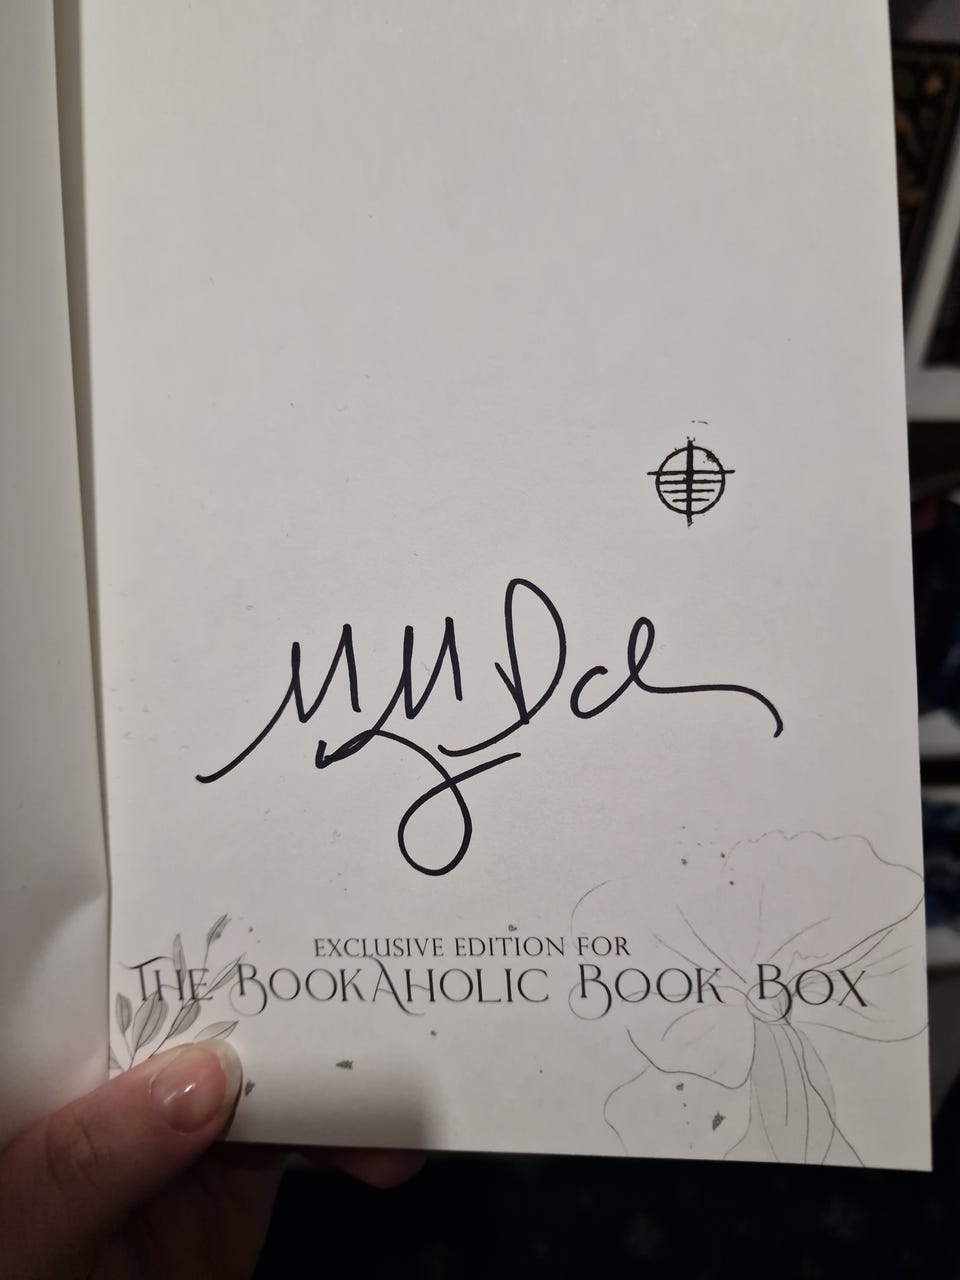 EXCLUSIVE EDITION FOR
THE BOOKAHOLIC BOOK BOX